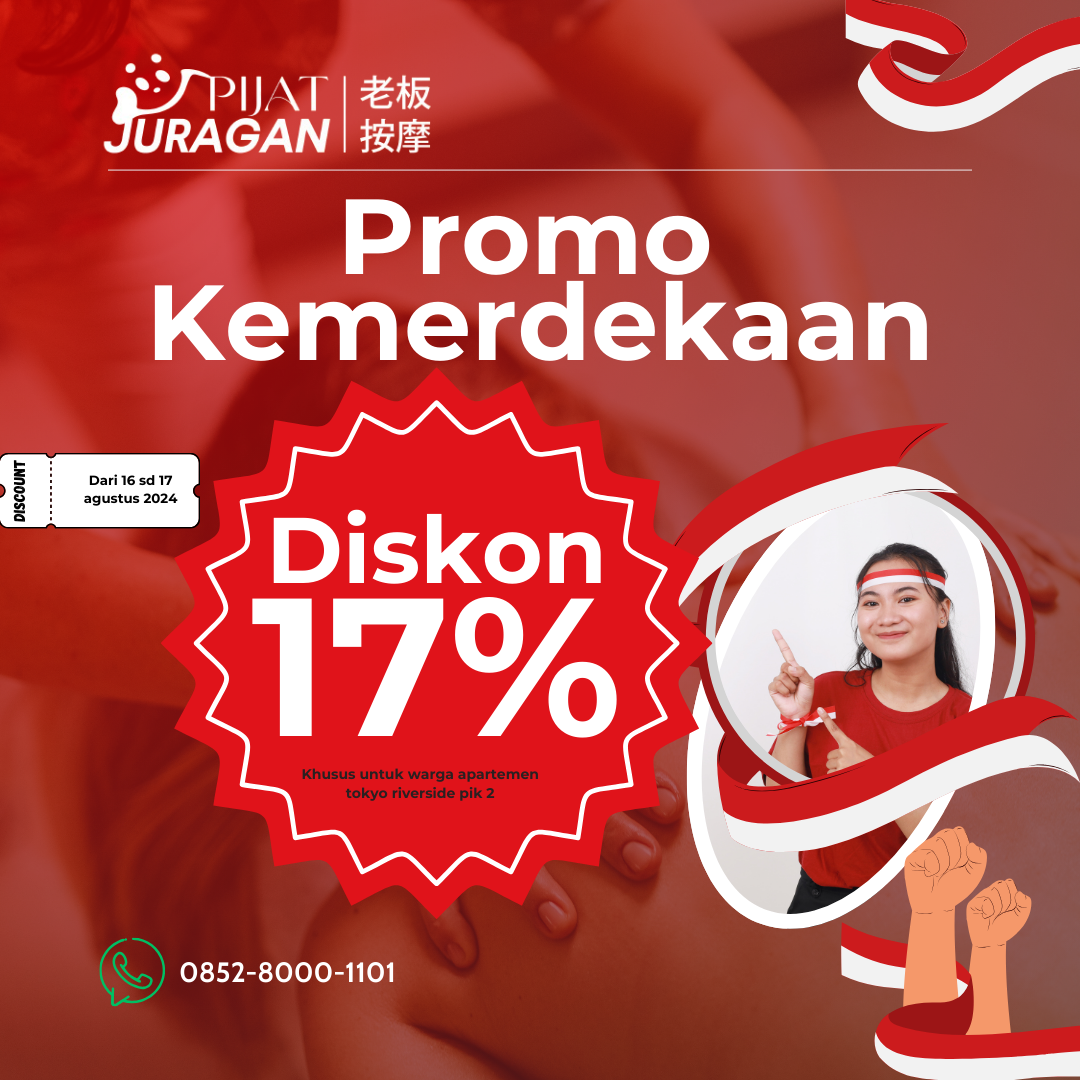 PIJAT
JURAGAN
老板
按摩
Promo
Kemerdekaan
DISCOUNT
Dari 16 sd 17
agustus 2024
Diskon
17%
Khusus untuk warga apartemen
tokyo riverside pik 2
0852-8000-1101